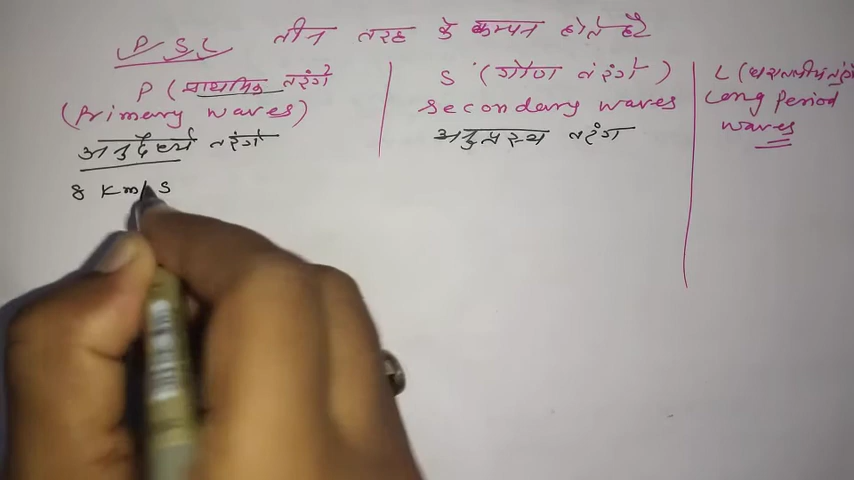 P S L तीन तरह के कम्पन होते है
P (प्राथमिक तरंगे
(Primary waves)
अनुदैर्ध्य तरंगे
8 Km/s
S (गौण तरंगे)
Secondary waves
अनुप्रस्थ तरंग
L (धरातलीय तरंगे
Long Period
waves